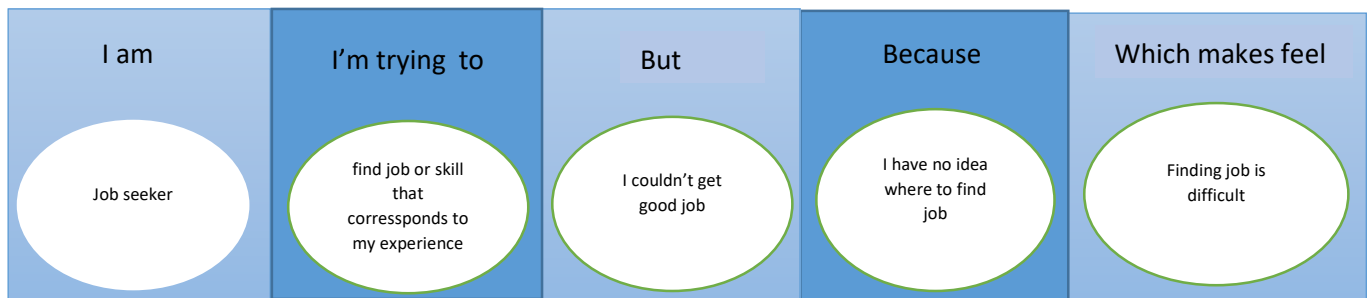 I am
Job seeker
I’m trying to
find job or skill
that
corressponds to
my experience
But
I couldn’t get
good job
Because
I have no idea
where to find
job
Which makes feel
Finding job is
difficult